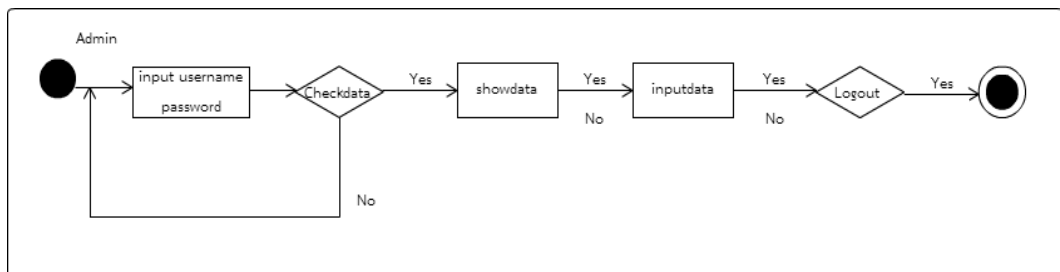 Admin
input username
password
Checkdata
Yes
showdata
Yes
No
inputdata
Yes
No
Logout
Yes
No